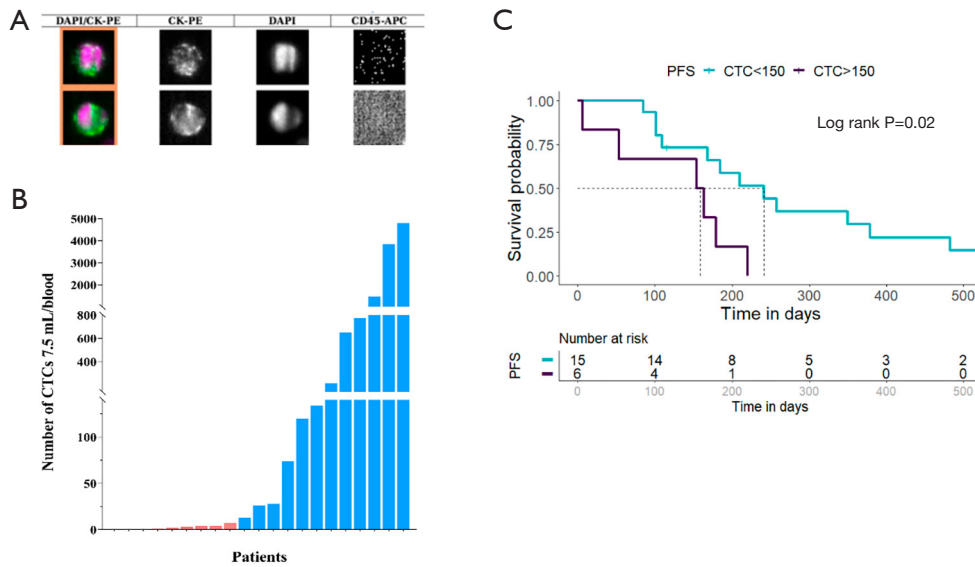 A
DAPI/CK-PE CK-PE DAPI CD45-APC
B
5000
4000
3000
2000
800
600
400
100
50
0
Number of CTCs 7.5 mL/blood
Patients
C
PFS CTC<150 CTC>150
Log rank P=0.02
1.00
0.75
0.50
0.25
0.00
Survival probability
0 100 200 300 400 500
Time in days
Number at risk
PFS
15 14 8 5 3 2
6 4 1 0 0 0
0 100 200 300 400 500
Time in days